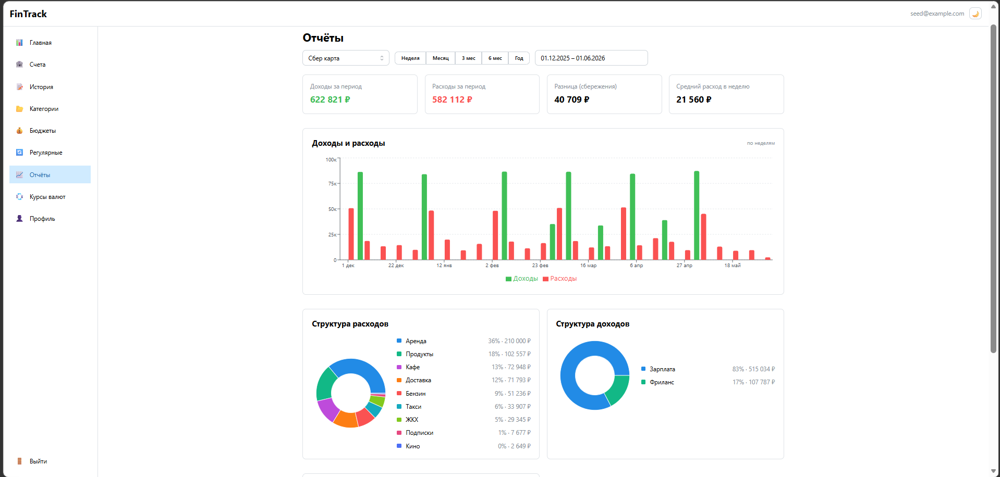 FinTrack
seed@example.com
Главная
Счета
История
Категории
Бюджеты
Регулярные
Отчёты
Курсы валют
Профиль
Выйти
Отчёты
Сбер карта
Неделя Месяц 3 мес 6 мес Год
01.12.2025 – 01.06.2026
Доходы за период
622 821 ₽
Расходы за период
582 112 ₽
Разница (сбережения)
40 709 ₽
Средний расход в неделю
21 560 ₽
Доходы и расходы
по неделям
100к
75к
50к
25к
0
1 дек 22 дек 12 янв 2 фев 23 фев 16 мар 6 апр 27 апр 18 май
Доходы Расходы
Структура расходов
Аренда 36% · 210 000 ₽
Продукты 18% · 102 557 ₽
Кафе 13% · 72 948 ₽
Доставка 12% · 71 793 ₽
Бензин 9% · 51 236 ₽
Такси 6% · 33 907 ₽
ЖКХ 5% · 29 345 ₽
Подписки 1% · 7 677 ₽
Кино 0% · 2 649 ₽
Структура доходов
Зарплата 83% · 515 034 ₽
Фриланс 17% · 107 787 ₽